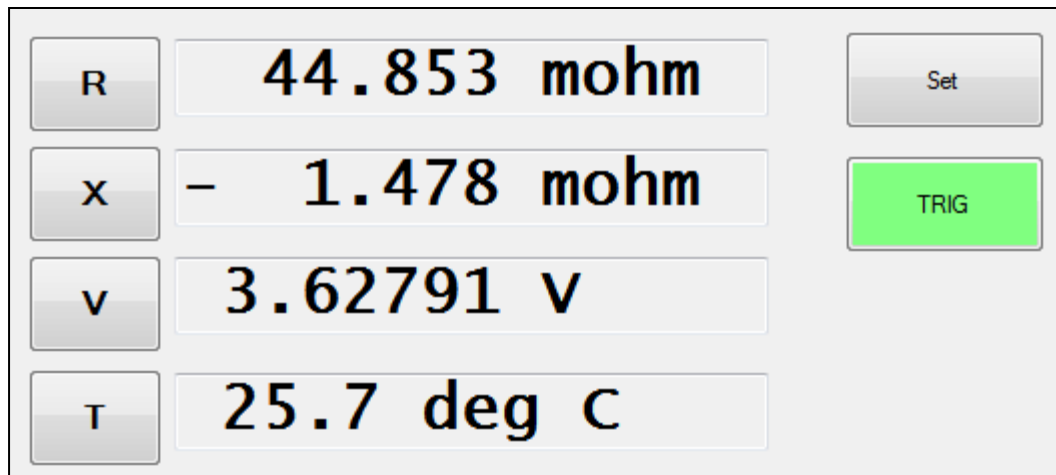 R 44.853 mohm Set
X - 1.478 mohm TRIG
V 3.62791 V
T 25.7 deg C